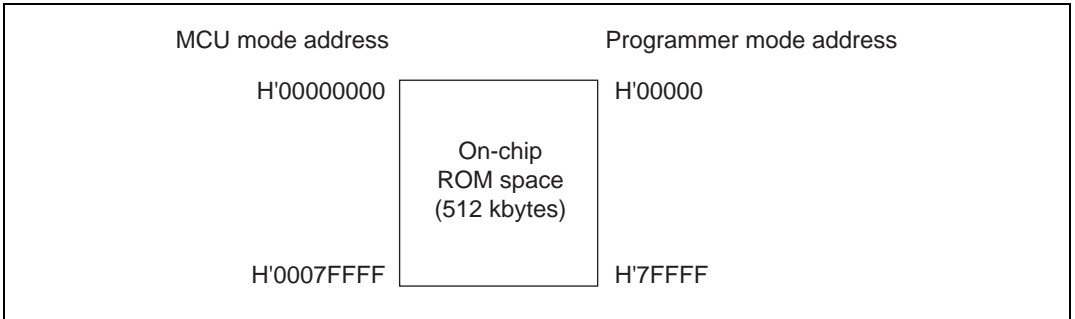 MCU mode address Programmer mode address
H'00000000 H'00000
On-chip
ROM space
(512 kbytes)
H'0007FFFF H'7FFFF